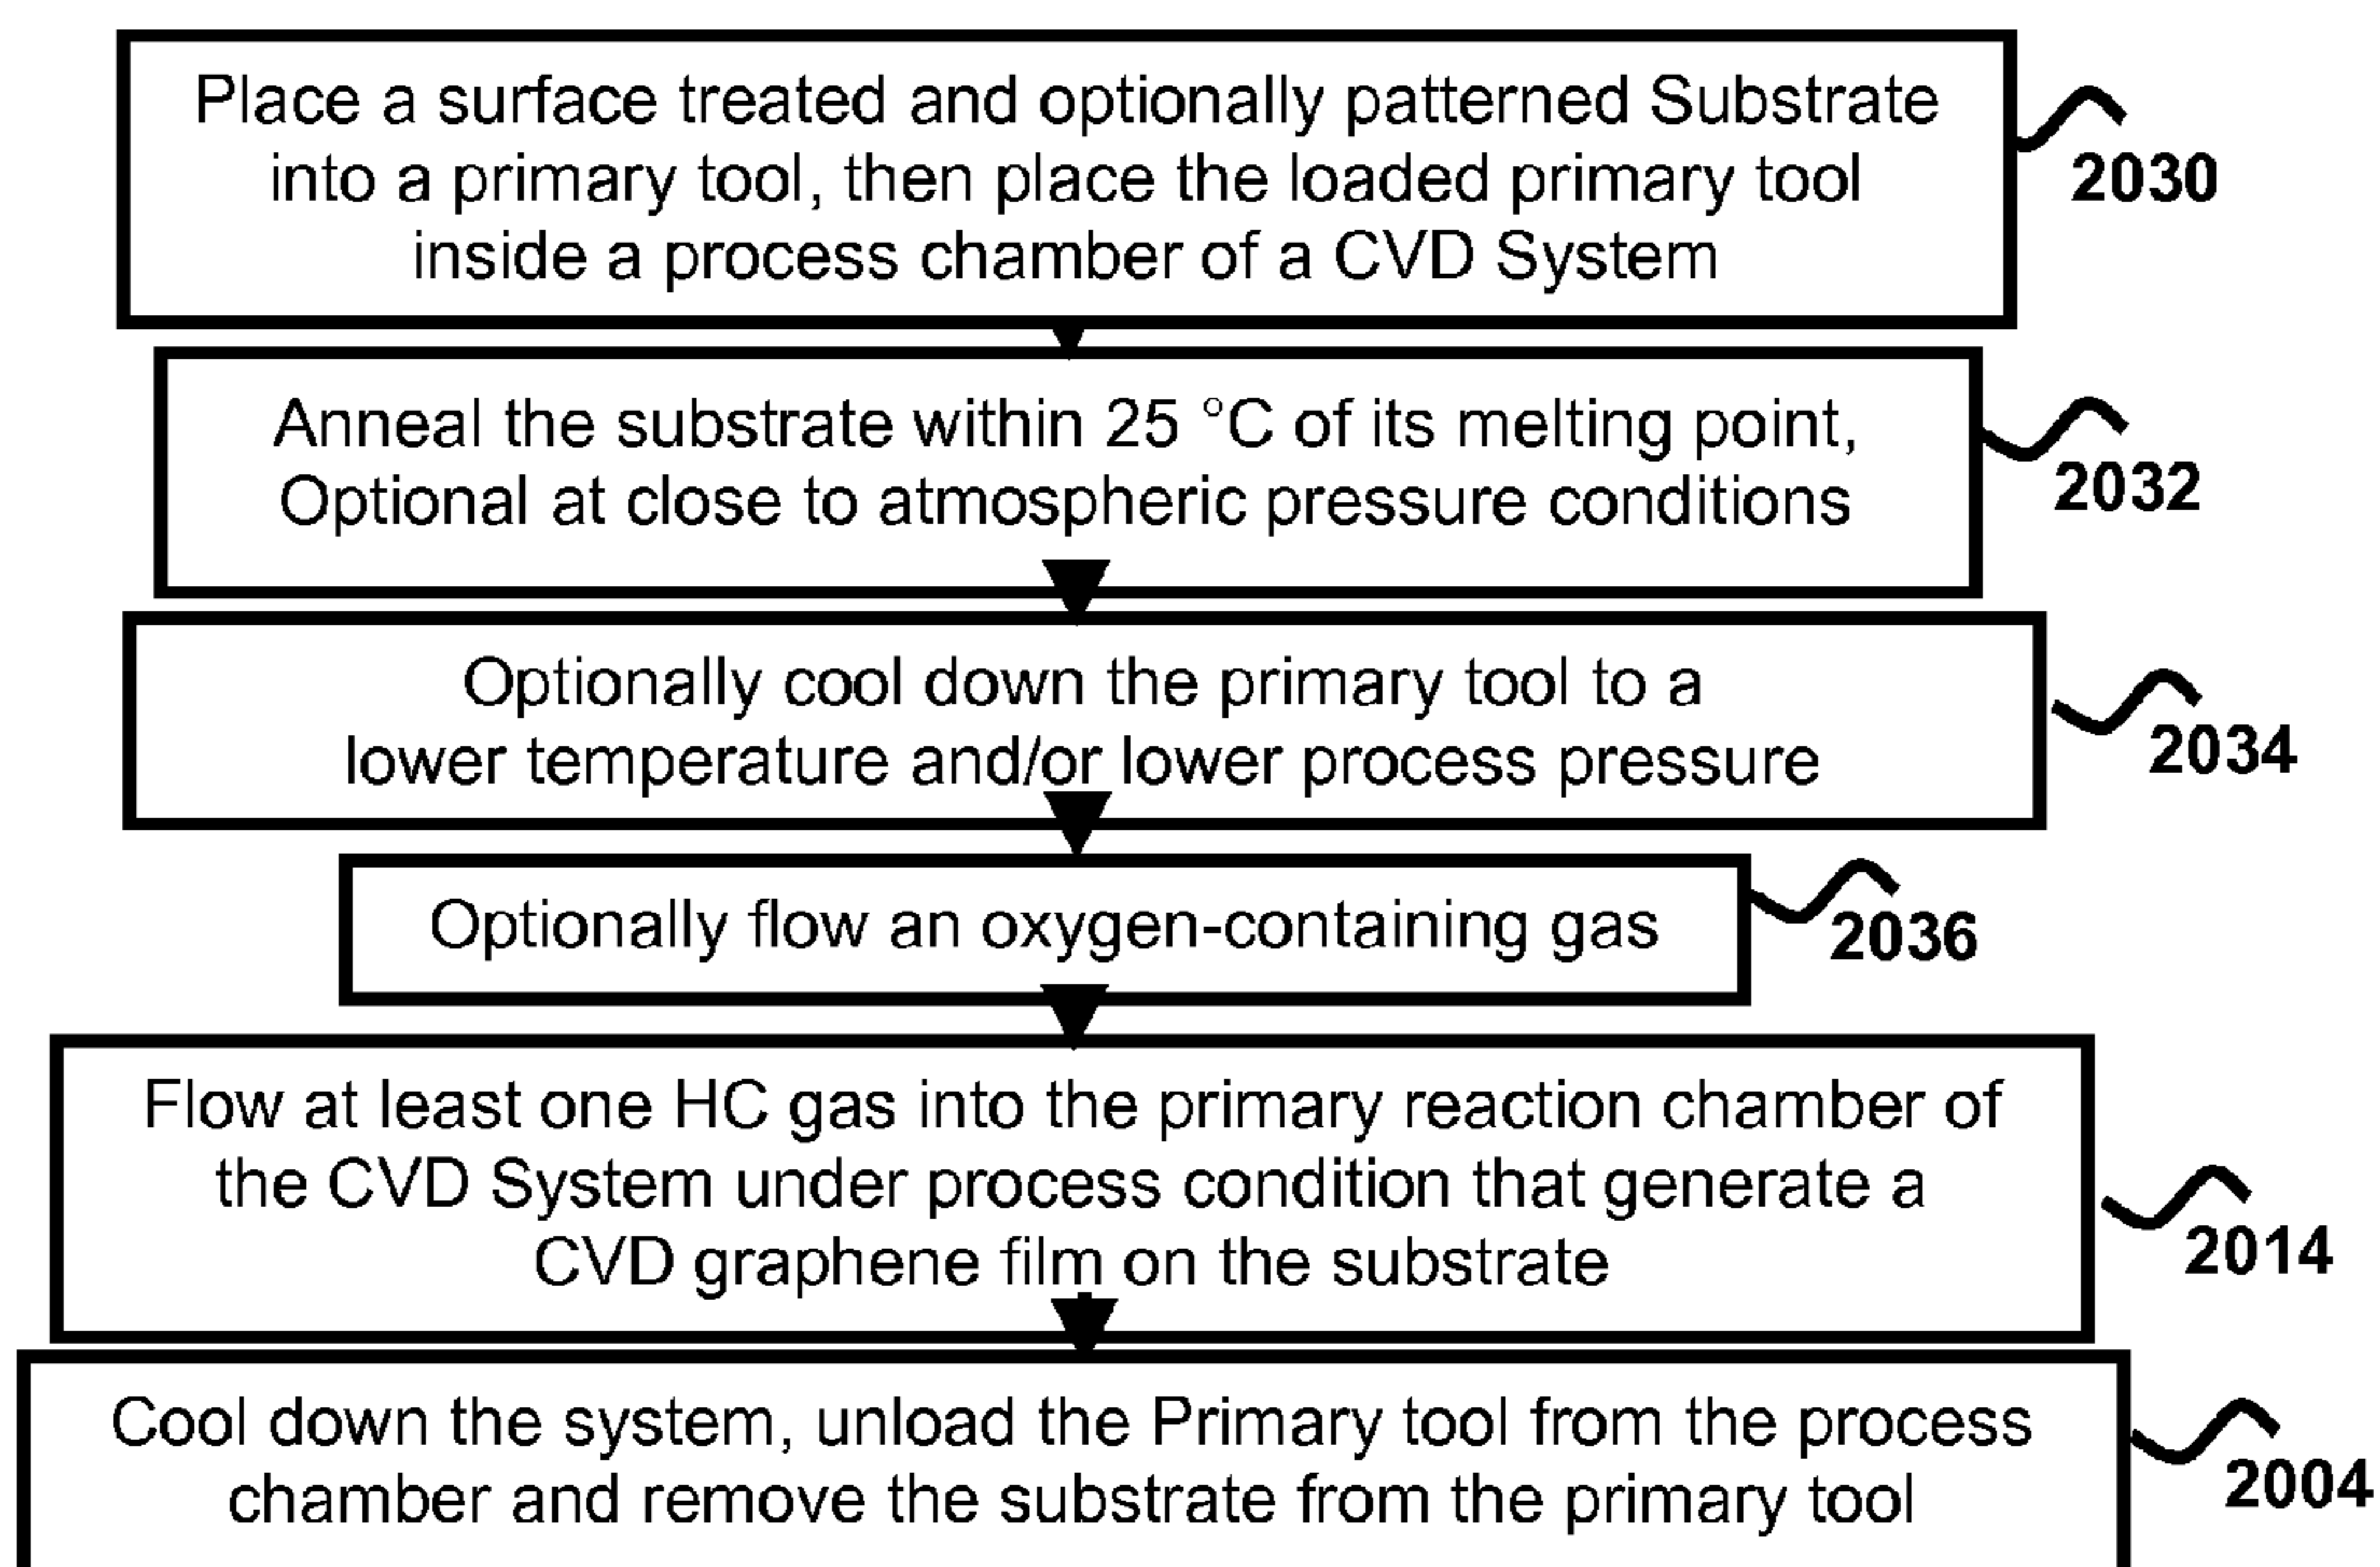 Place a surface treated and optionally patterned Substrate
into a primary tool, then place the loaded primary tool
inside a process chamber of a CVD System
2030
Anneal the substrate within 25 °C of its melting point,
Optional at close to atmospheric pressure conditions
2032
Optionally cool down the primary tool to a
lower temperature and/or lower process pressure
2034
Optionally flow an oxygen-containing gas
2036
Flow at least one HC gas into the primary reaction chamber of
the CVD System under process condition that generate a
CVD graphene film on the substrate
2014
Cool down the system, unload the Primary tool from the process
chamber and remove the substrate from the primary tool
2004